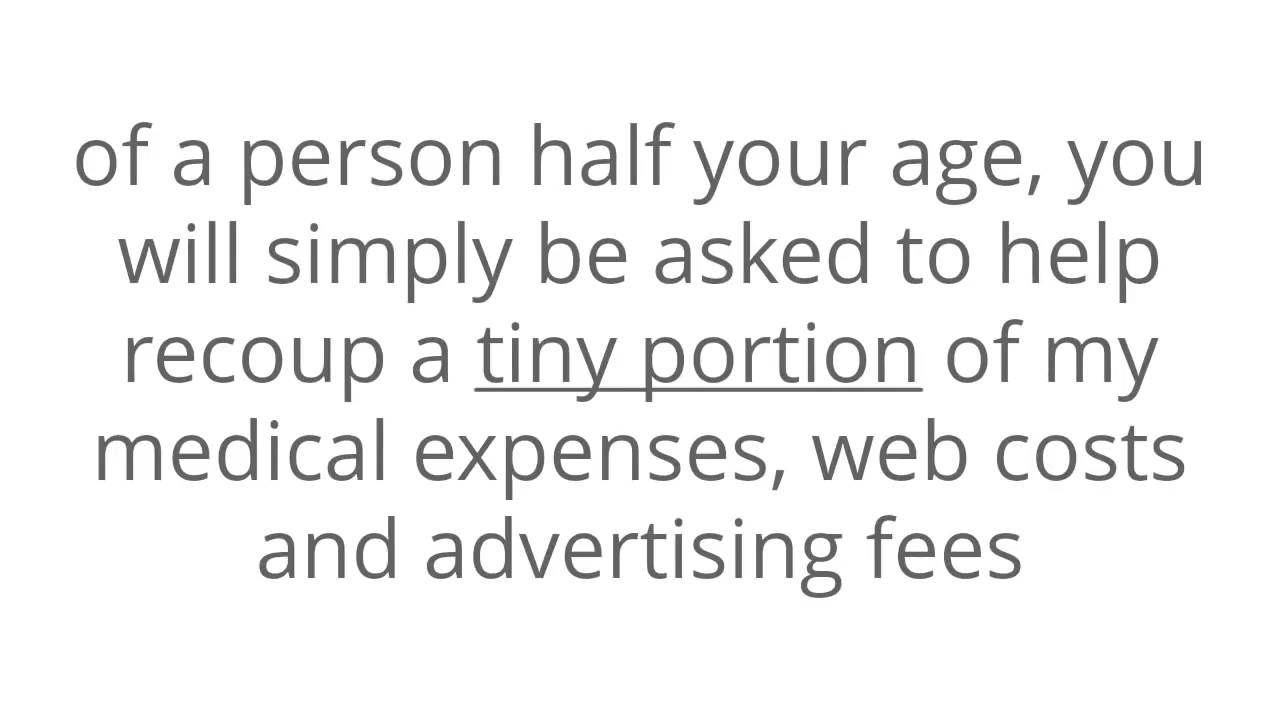 of a person half your age, you
will simply be asked to help
recoup a tiny portion of my
medical expenses, web costs
and advertising fees